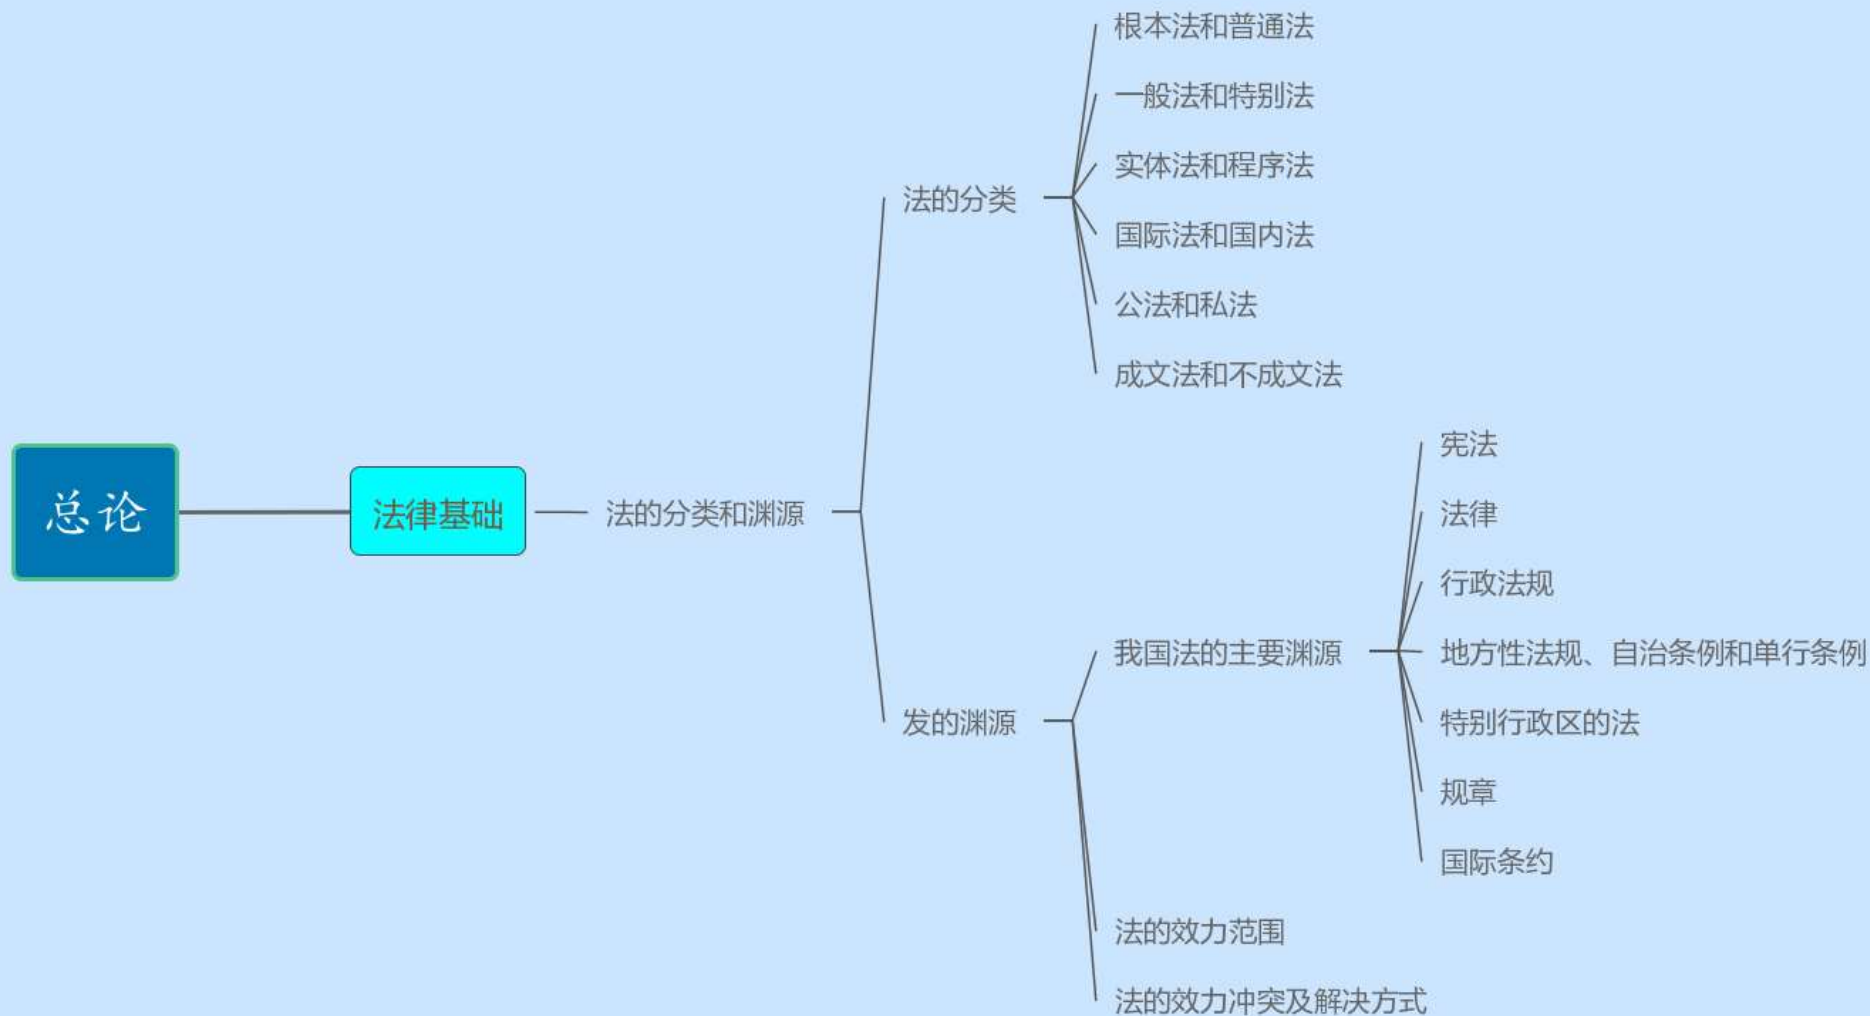 总论
法律基础
法的分类和渊源
法的分类
根本法和普通法
一般法和特别法
实体法和程序法
国际法和国内法
公法和私法
成文法和不成文法
发的渊源
我国法的主要渊源
宪法
法律
行政法规
地方性法规、自治条例和单行条例
特别行政区的法
规章
国际条约
法的效力范围
法的效力冲突及解决方式